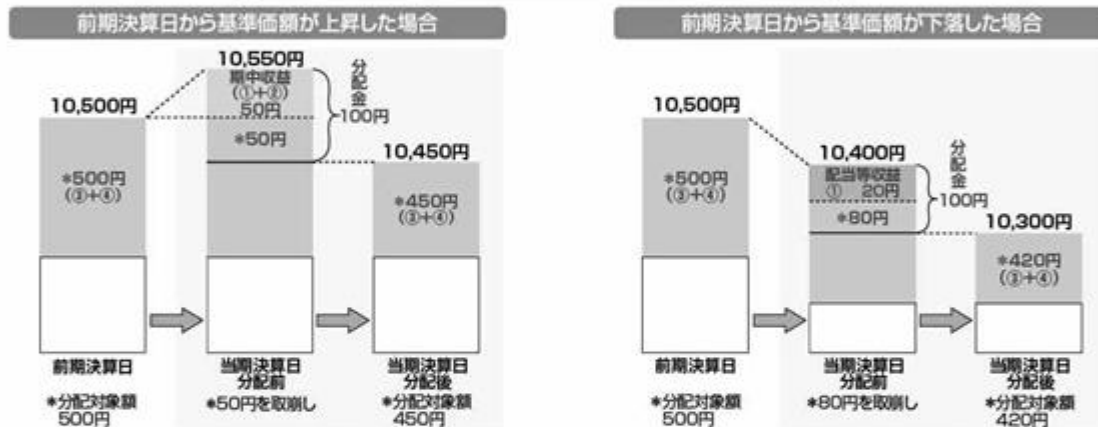 前期決算日から基準価額が上昇した場合
10,550円
期中収益
(①+②)
50円
*50円
分配金
100円
10,500円
*500円
(③+④)
10,450円
*450円
(③+④)
前期決算日
当期決算日
分配前
当期決算日
分配後
*分配対象額
500円
*50円を取崩し
*分配対象額
450円
前期決算日から基準価額が下落した場合
10,500円
*500円
(③+④)
10,400円
配当等収益
① 20円
*80円
分配金
100円
10,300円
*420円
(③+④)
前期決算日
当期決算日
分配前
当期決算日
分配後
*分配対象額
500円
*80円を取崩し
*分配対象額
420円